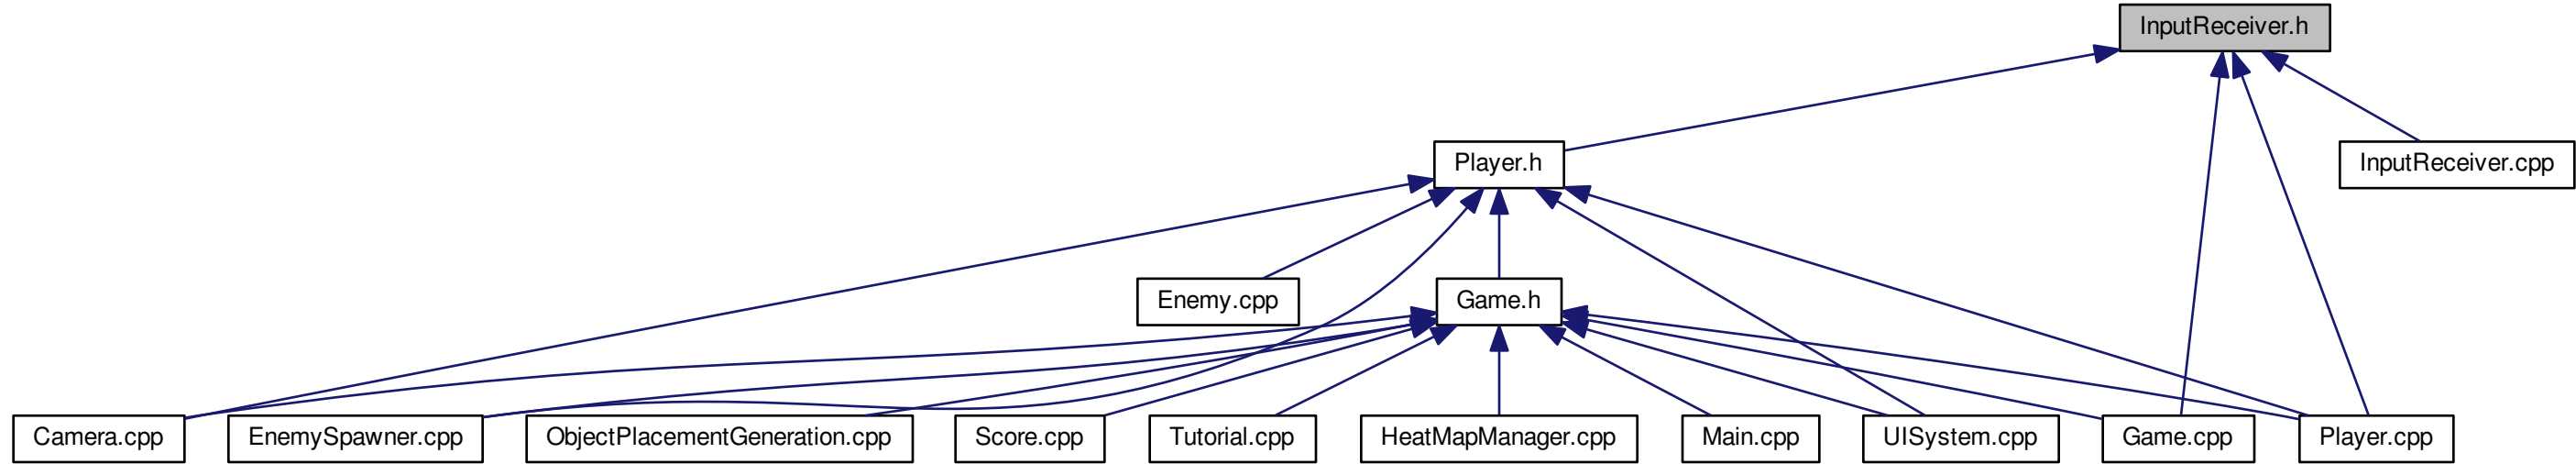 InputReceiver.h
Player.h
InputReceiver.cpp
Enemy.cpp
Game.h
Camera.cpp
EnemySpawner.cpp
ObjectPlacementGeneration.cpp
Score.cpp
Tutorial.cpp
HeatMapManager.cpp
Main.cpp
UISystem.cpp
Game.cpp
Player.cpp